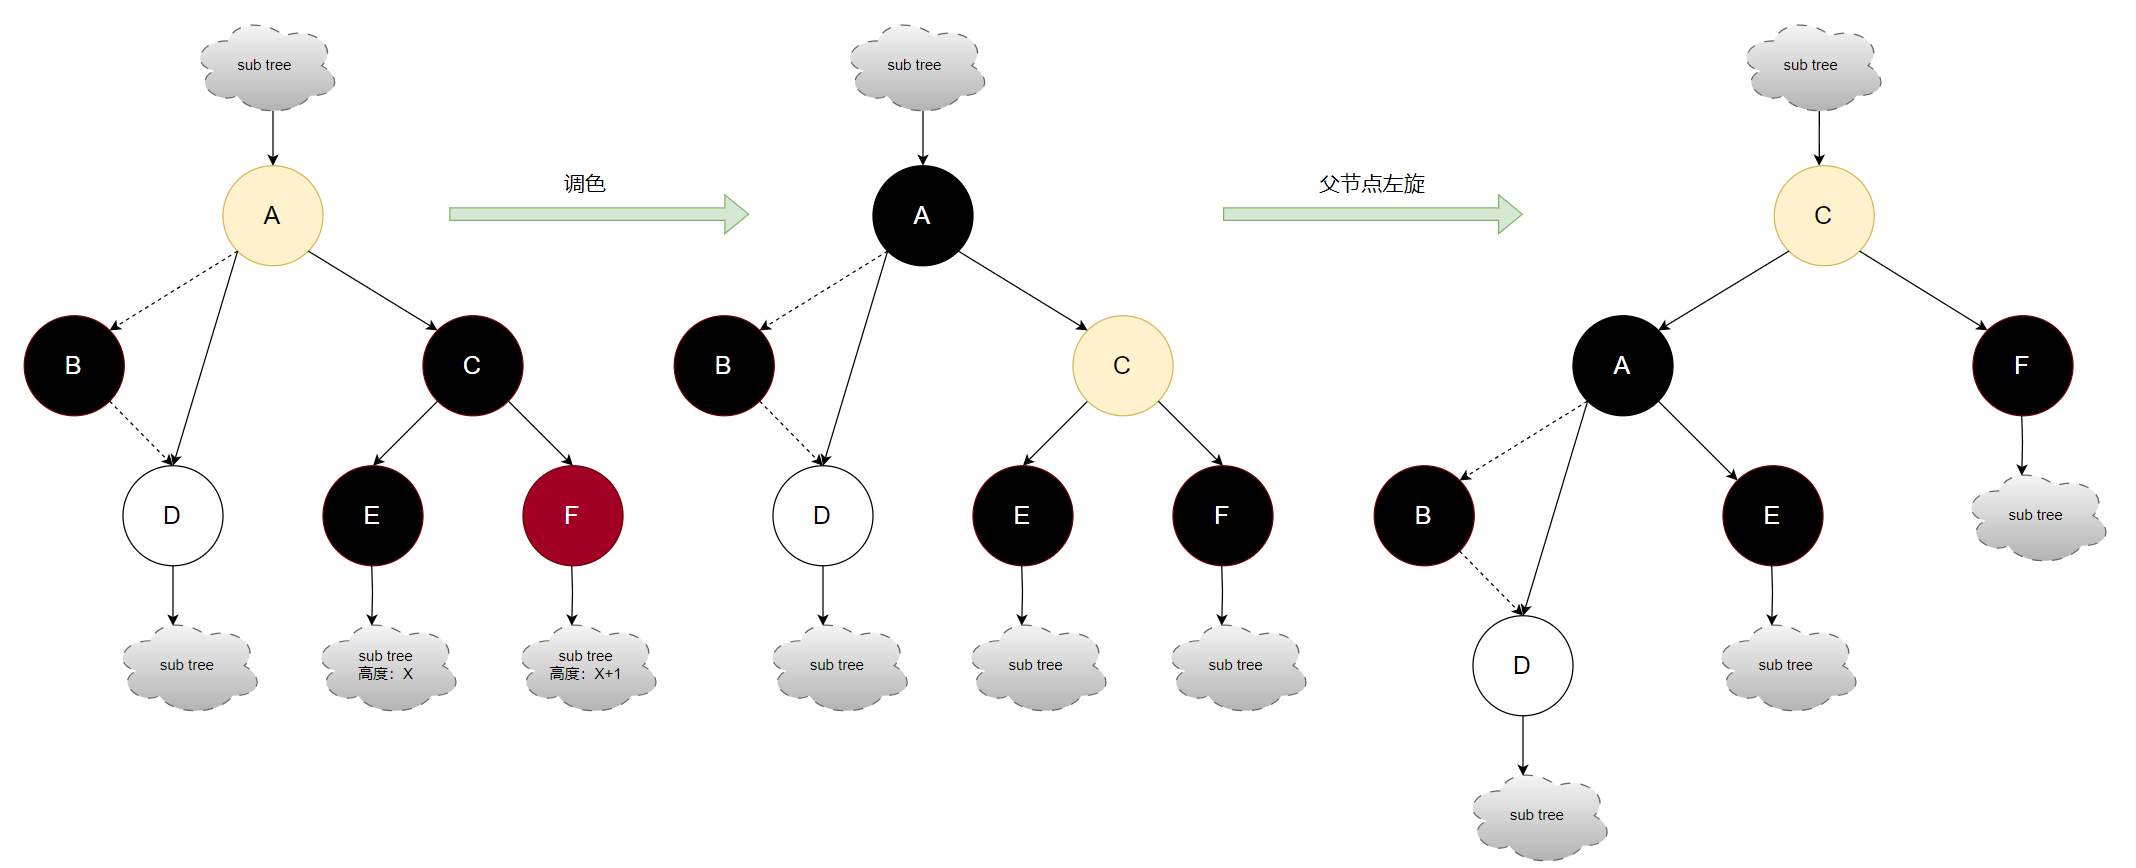 sub tree
sub tree
sub tree
调色
父节点左旋
A
A
C
B
C
B
C
A
F
D
E
F
D
E
F
B
E
sub tree
sub tree
sub tree
高度：X
sub tree
高度：X+1
sub tree
sub tree
sub tree
D
sub tree
sub tree